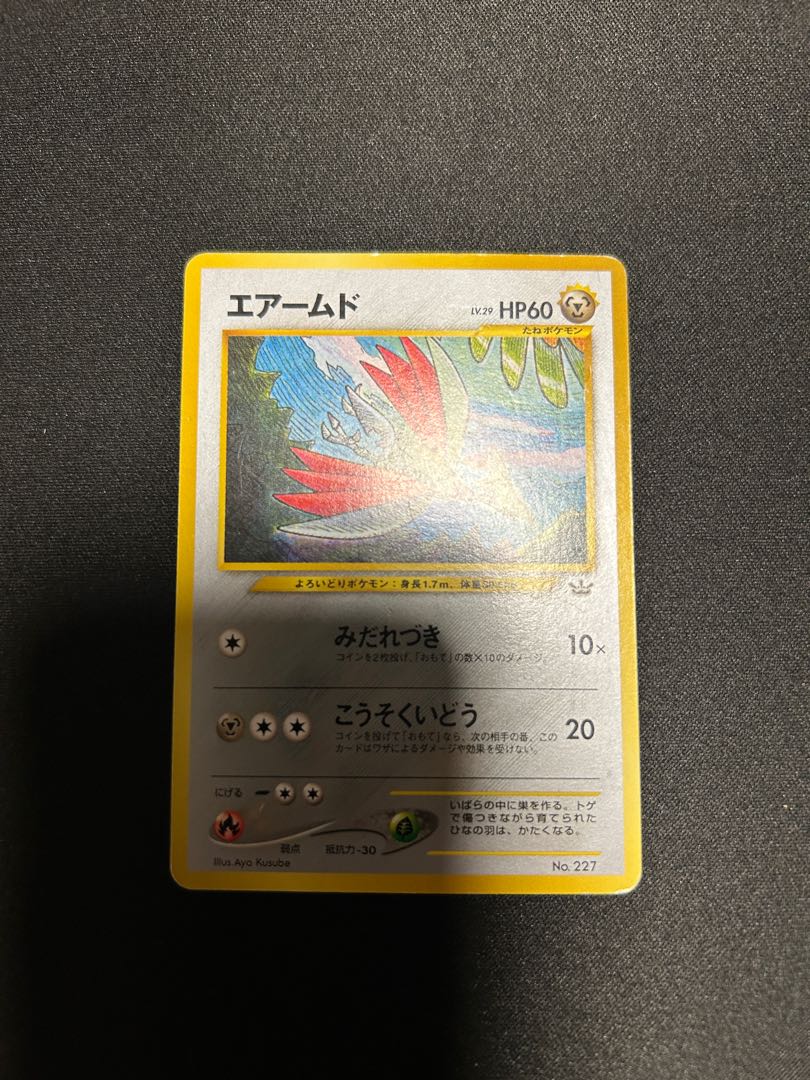 エアームド
LV.29 HP60
たねポケモン
よろいどりポケモン：身長1.7m、体重
みだれづき 10×
コインを2枚投げ、「おもて」の数×10のダメージ。
こうそくいどう 20
コインを投げて「おもて」なら、次の相手の番、この
カードはワザによるダメージや効果を受けない。
にげる
弱点 抵抗力 -30
いばらの中に巣を作る。トゲ
で傷つきながら育てられた
ひなの羽は、かたくなる。
Illus.Aya Kusube
No. 227